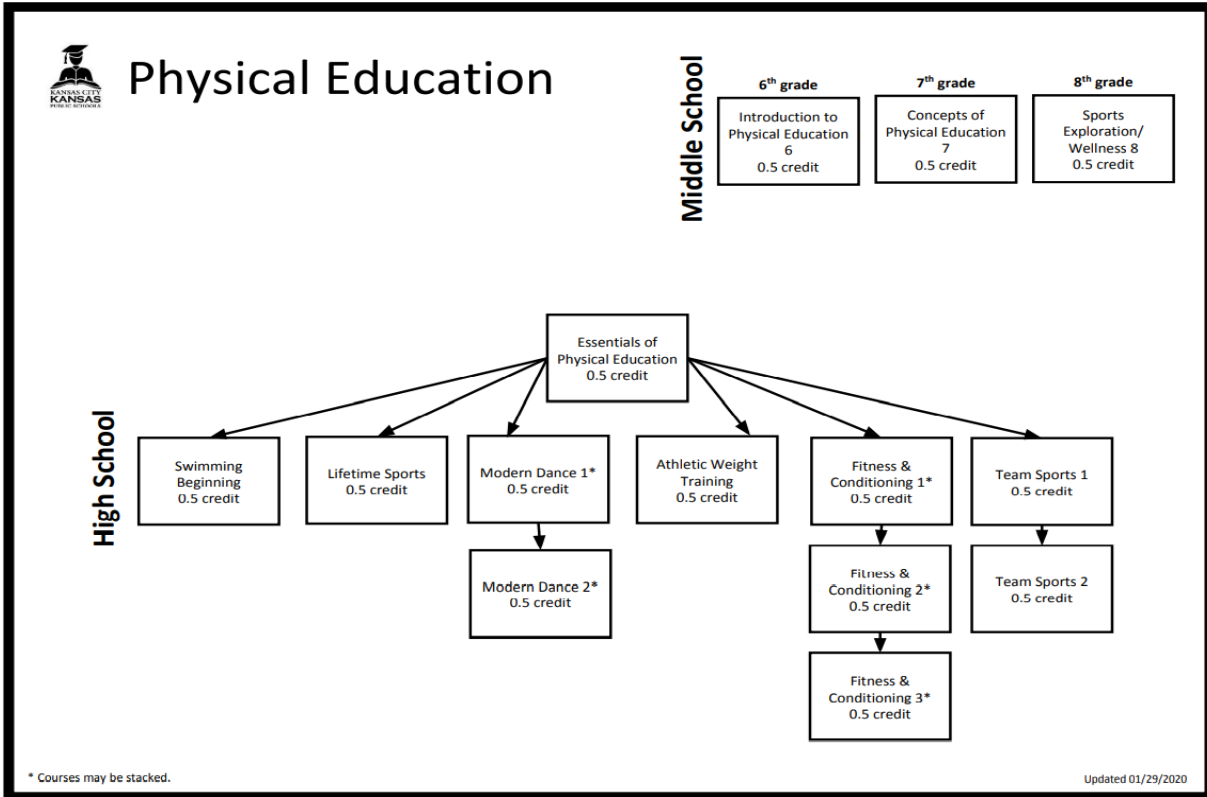 KANSAS CITY
KANSAS
PUBLIC SCHOOLS
Physical Education
Middle School
6th grade
Introduction to
Physical Education
6
0.5 credit
7th grade
Concepts of
Physical Education
7
0.5 credit
8th grade
Sports
Exploration/
Wellness 8
0.5 credit
High School
Essentials of
Physical Education
0.5 credit
Swimming
Beginning
0.5 credit
Lifetime Sports
0.5 credit
Modern Dance 1*
0.5 credit
Athletic Weight
Training
0.5 credit
Fitness &
Conditioning 1*
0.5 credit
Team Sports 1
0.5 credit
Modern Dance 2*
0.5 credit
Fitness &
Conditioning 2*
0.5 credit
Team Sports 2
0.5 credit
Fitness &
Conditioning 3*
0.5 credit
* Courses may be stacked.
Updated 01/29/2020